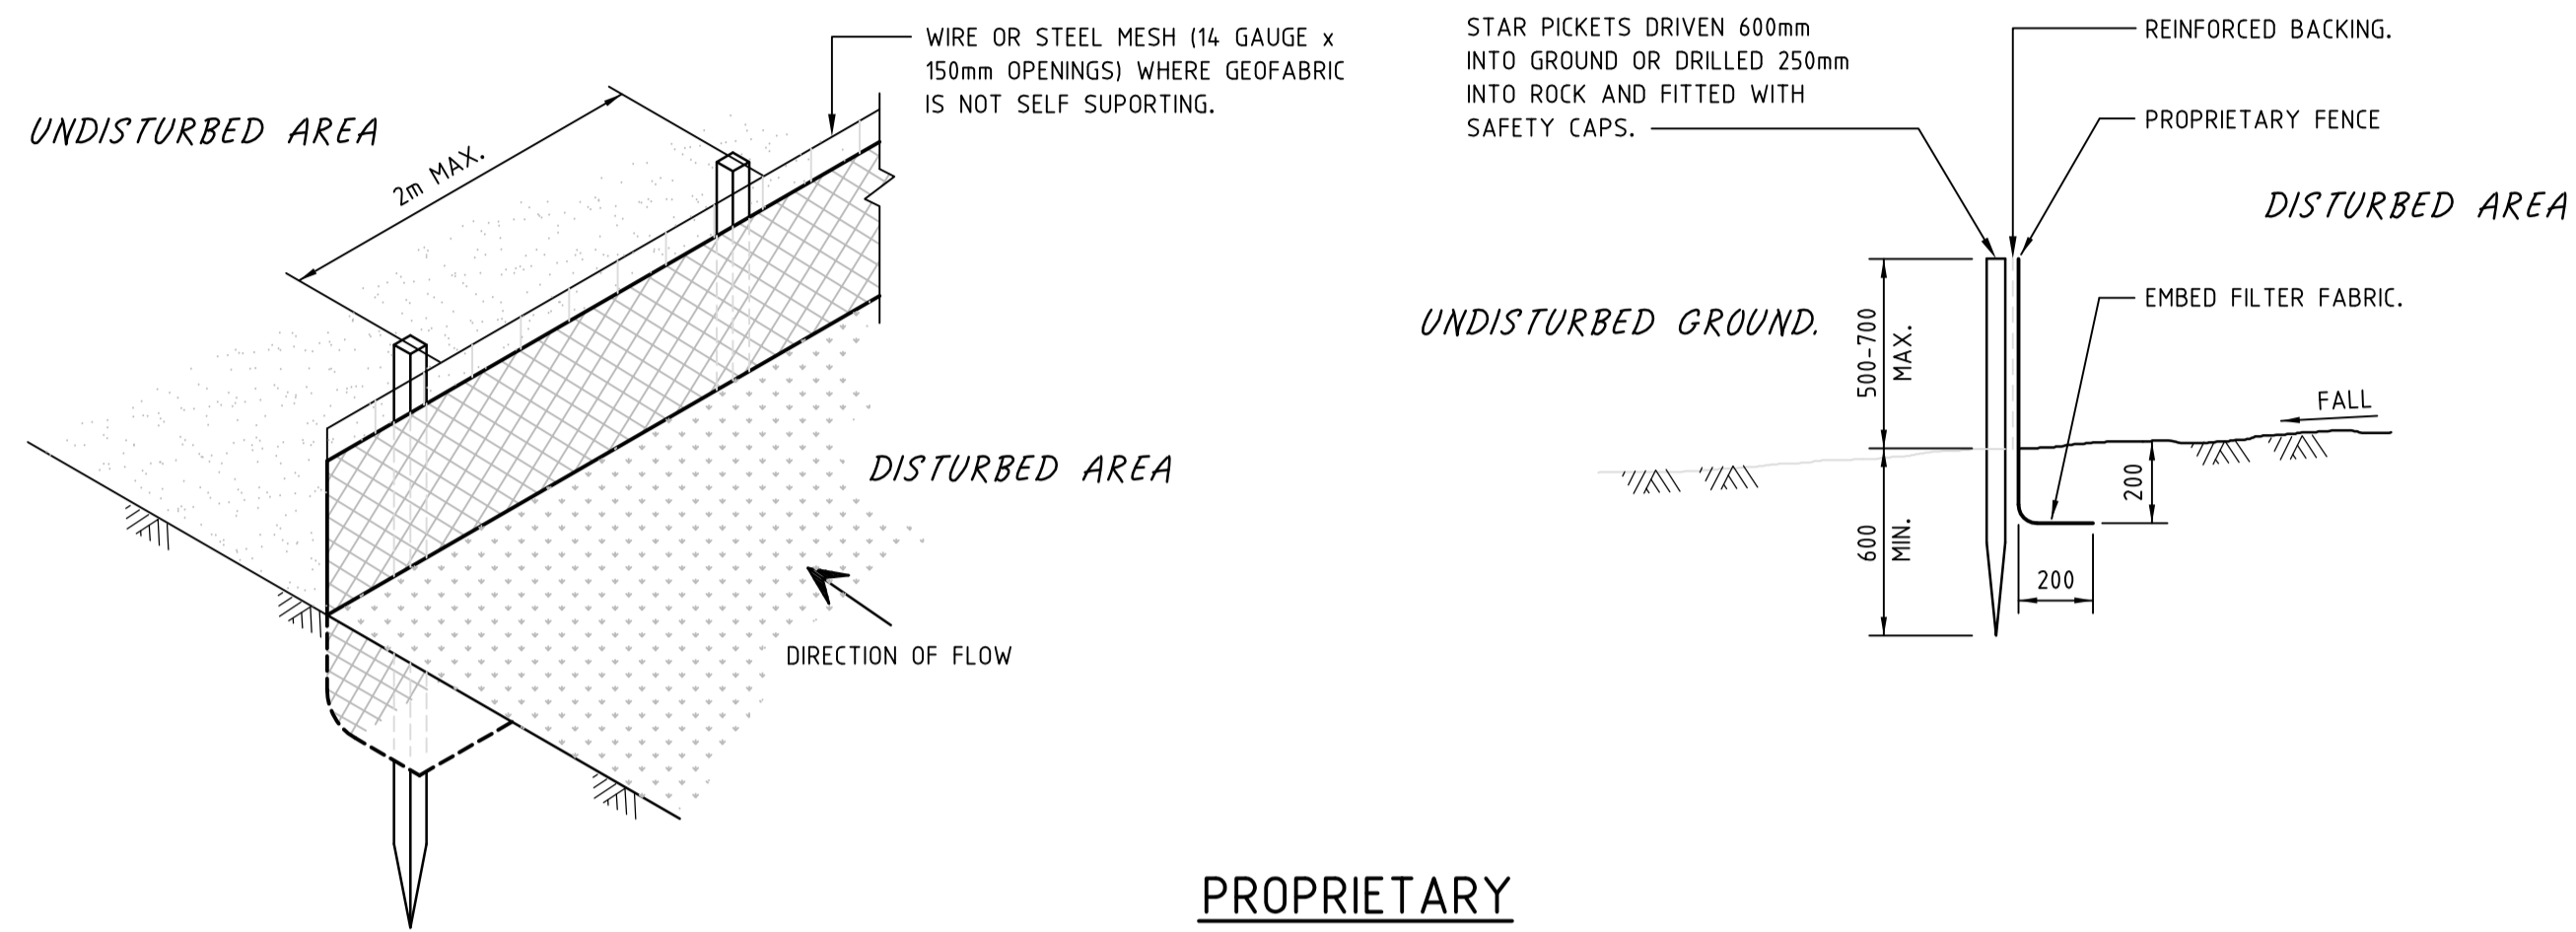 UNDISTURBED AREA
2m MAX.
WIRE OR STEEL MESH (14 GAUGE x
150mm OPENINGS) WHERE GEOFABRIC
IS NOT SELF SUPORTING.
DISTURBED AREA
DIRECTION OF FLOW
STAR PICKETS DRIVEN 600mm
INTO GROUND OR DRILLED 250mm
INTO ROCK AND FITTED WITH
SAFETY CAPS.
REINFORCED BACKING.
PROPRIETARY FENCE
DISTURBED AREA
UNDISTURBED GROUND.
EMBED FILTER FABRIC.
500-700
MAX.
FALL
200
600
MIN.
200
PROPRIETARY